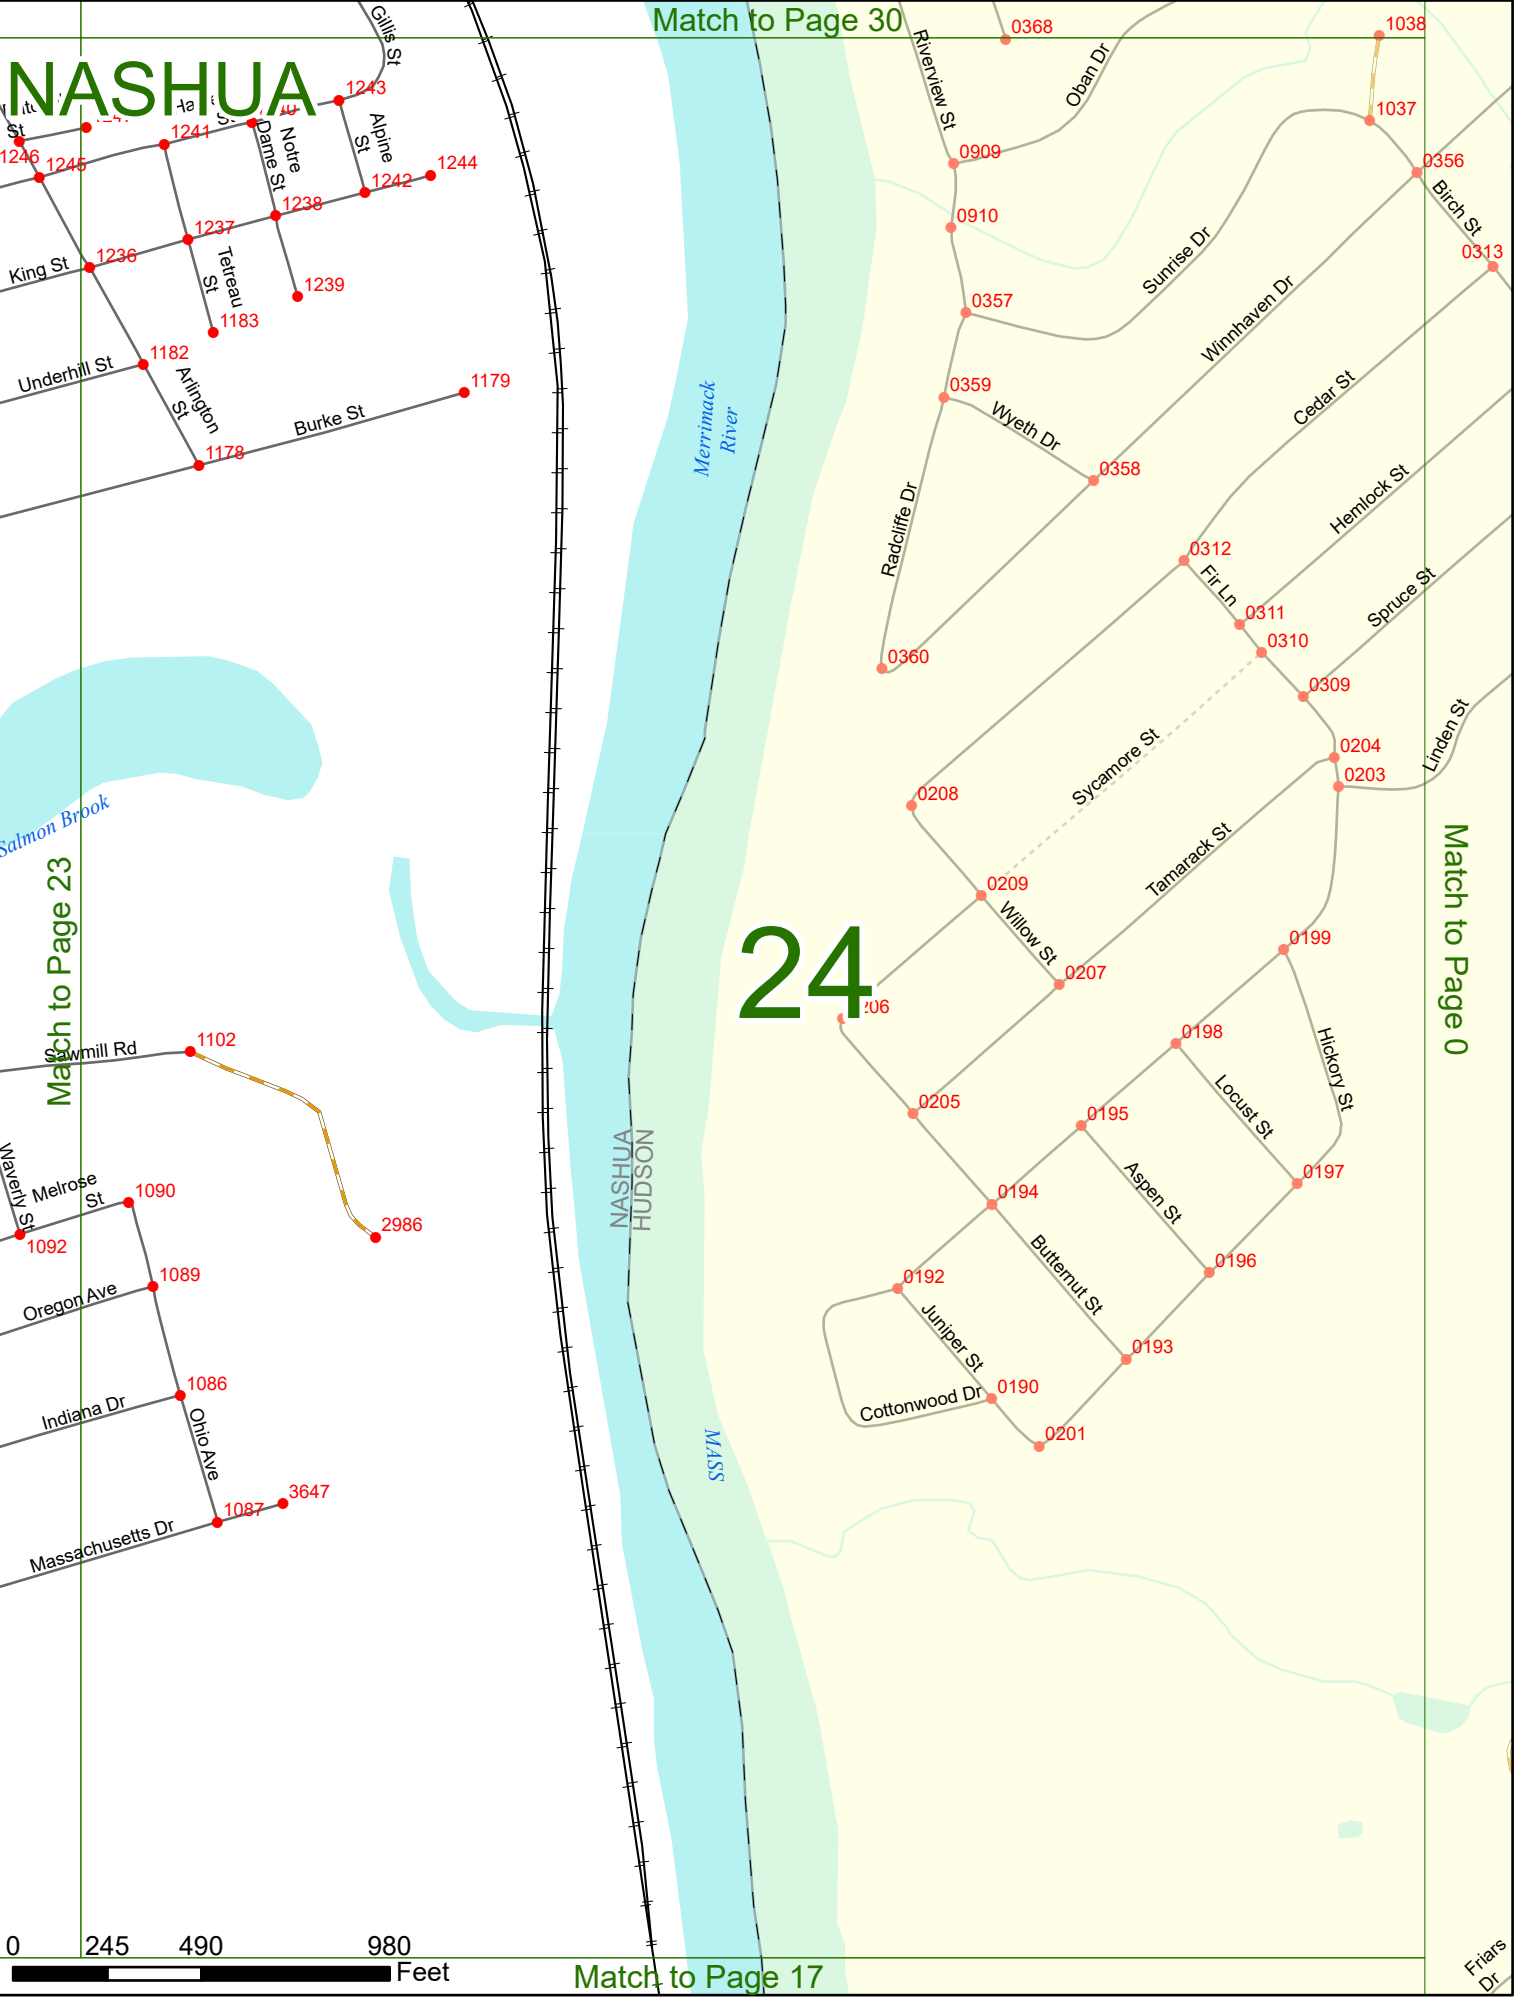 Match to Page 30
NASHUA
Gillis St
1243
1241
1246
1245
St
Notre
Dame St
Alpine
St
1244
1242
1238
1237
1236
King St
Tetreau
St
1239
1183
1182
Underhill St
Arlington
St
1179
Burke St
1178
Merrimack
River
Riverview St
0368
Oban Dr
1038
1037
0909
0356
Birch St
0910
0313
Sunrise Dr
0357
Winnhaven Dr
0359
Wyeth Dr
Cedar St
0358
Radcliffe Dr
Hemlock St
0312
Fir Ln
Spruce St
0311
0310
0360
0309
Linden St
0204
0203
Sycamore St
0208
Tamarack St
Salmon Brook
Match to Page 23
Match to Page 0
0209
Willow St
24
0199
0207
206
0198
Hickory St
Sawmill Rd
1102
Locust St
0205
0195
NASHUA
HUDSON
Aspen St
0197
Waverly St
Melrose
St
1090
0194
1092
2986
Butternut St
0196
1089
0192
Oregon Ave
Juniper St
0193
1086
0190
Cottonwood Dr
Indiana Dr
Ohio Ave
0201
MASS
3647
1087
Massachusetts Dr
0 245 490 980
Feet
Match to Page 17
Friars
Dr